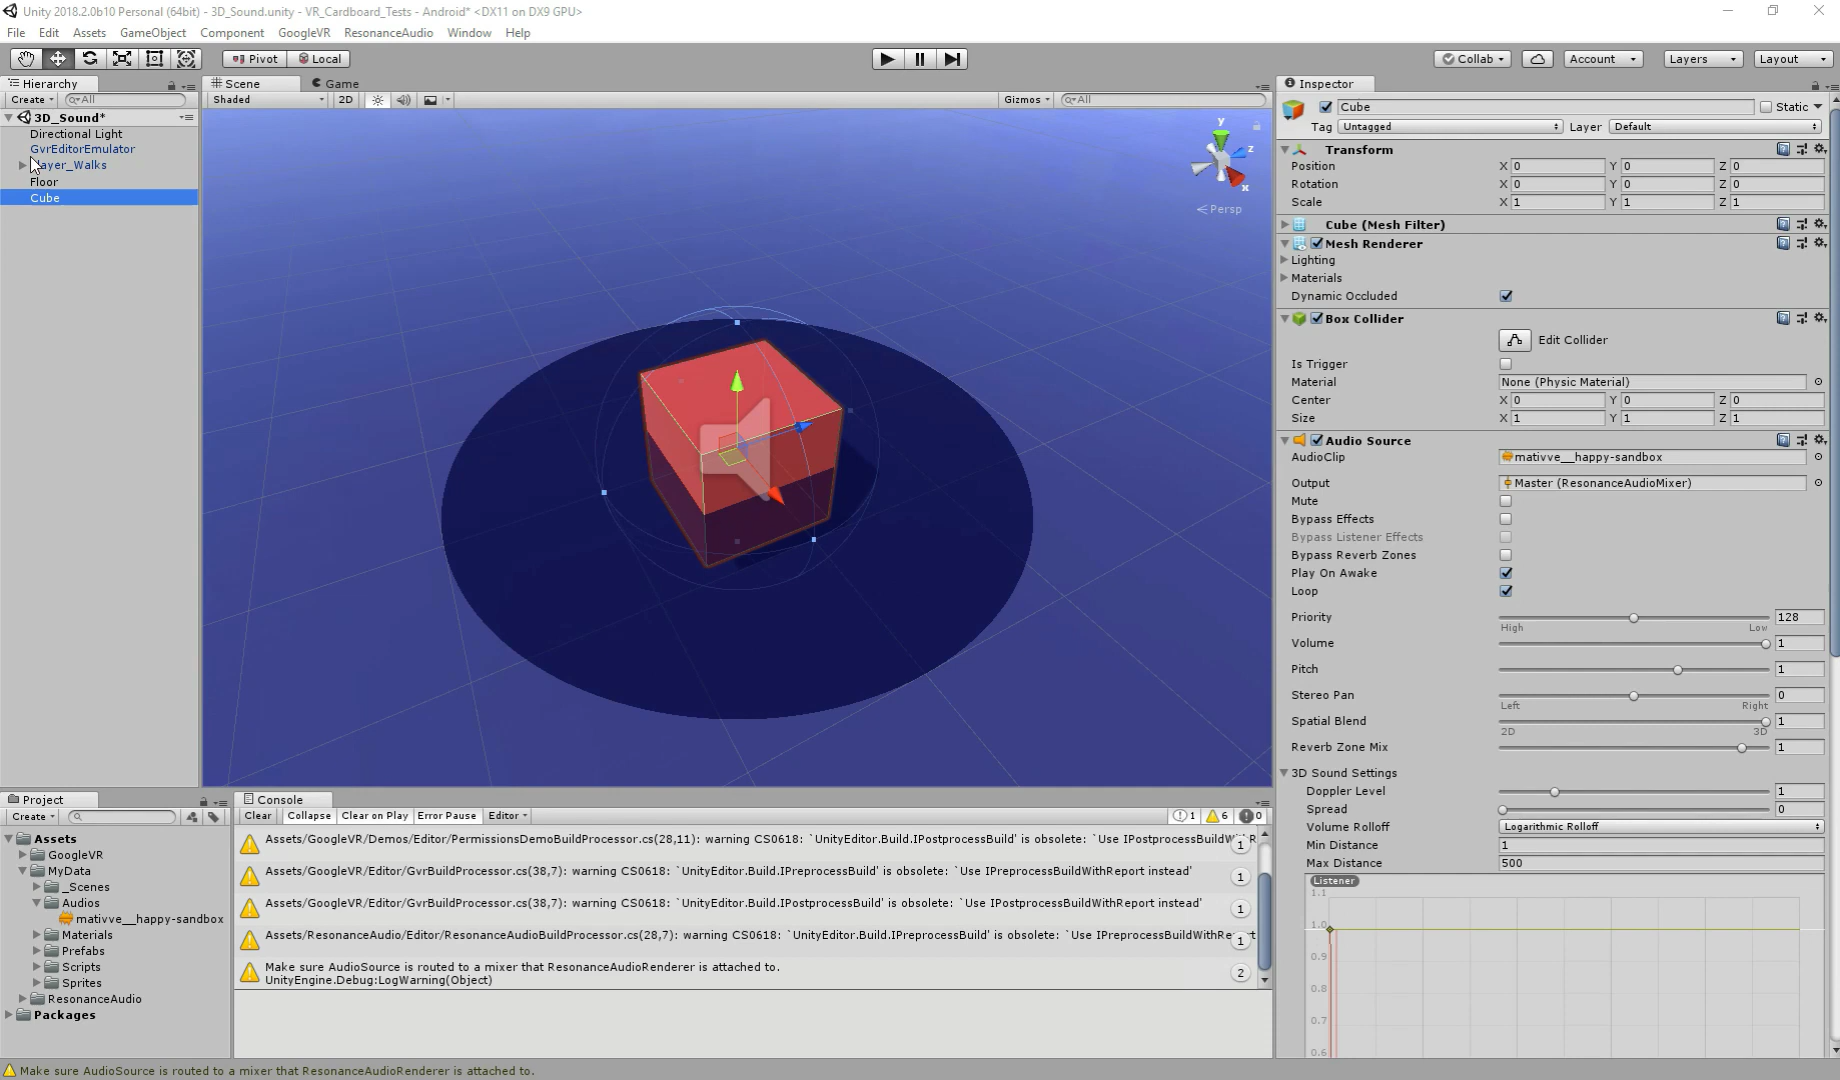 Unity 2018.2.0b10 Personal (64bit) - 3D_Sound.unity - VR_Cardboard_Tests - Android* <DX11 on DX9 GPU>
File Edit Assets GameObject Component GoogleVR ResonanceAudio Window Help
Pivot Local Collab Account Layers Layout
Hierarchy
Create All
3D_Sound*
Directional Light
GvrEditorEmulator
ayer_Walks
Floor
Cube
Scene Game
Shaded 2D Gizmos All
y
z
x
Persp
Project
Create
Assets
GoogleVR
MyData
_Scenes
Audios
mativve__happy-sandbox
Materials
Prefabs
Scripts
Sprites
ResonanceAudio
Packages
Console
Clear Collapse Clear on Play Error Pause Editor 1 6 0
Assets/GoogleVR/Demos/Editor/PermissionsDemoBuildProcessor.cs(28,11): warning CS0618: `UnityEditor.Build.IPostprocessBuild' is obsolete: `Use IPostprocessBuildW 1
Assets/GoogleVR/Editor/GvrBuildProcessor.cs(38,7): warning CS0618: `UnityEditor.Build.IPreprocessBuild' is obsolete: `Use IPreprocessBuildWithReport instead' 1
Assets/GoogleVR/Editor/GvrBuildProcessor.cs(38,7): warning CS0618: `UnityEditor.Build.IPostprocessBuild' is obsolete: `Use IPostprocessBuildWithReport instead' 1
Assets/ResonanceAudio/Editor/ResonanceAudioBuildProcessor.cs(28,7): warning CS0618: `UnityEditor.Build.IPreprocessBuild' is obsolete: `Use IPreprocessBuildWithRe 1
Make sure AudioSource is routed to a mixer that ResonanceAudioRenderer is attached to.
UnityEngine.Debug:LogWarning(Object) 2
Inspector
Cube Static
Tag Untagged Layer Default
Transform
Position X 0 Y 0 Z 0
Rotation X 0 Y 0 Z 0
Scale X 1 Y 1 Z 1
Cube (Mesh Filter)
Mesh Renderer
Lighting
Materials
Dynamic Occluded
Box Collider
Edit Collider
Is Trigger
Material None (Physic Material)
Center X 0 Y 0 Z 0
Size X 1 Y 1 Z 1
Audio Source
AudioClip mativve__happy-sandbox
Output Master (ResonanceAudioMixer)
Mute
Bypass Effects
Bypass Listener Effects
Bypass Reverb Zones
Play On Awake
Loop
Priority 128
High Low
Volume 1
Pitch 1
Stereo Pan 0
Left Right
Spatial Blend 1
2D 3D
Reverb Zone Mix 1
3D Sound Settings
Doppler Level 1
Spread 0
Volume Rolloff Logarithmic Rolloff
Min Distance 1
Max Distance 500
Listener
1.1
1.0
0.9
0.8
0.7
0.6
Make sure AudioSource is routed to a mixer that ResonanceAudioRenderer is attached to.